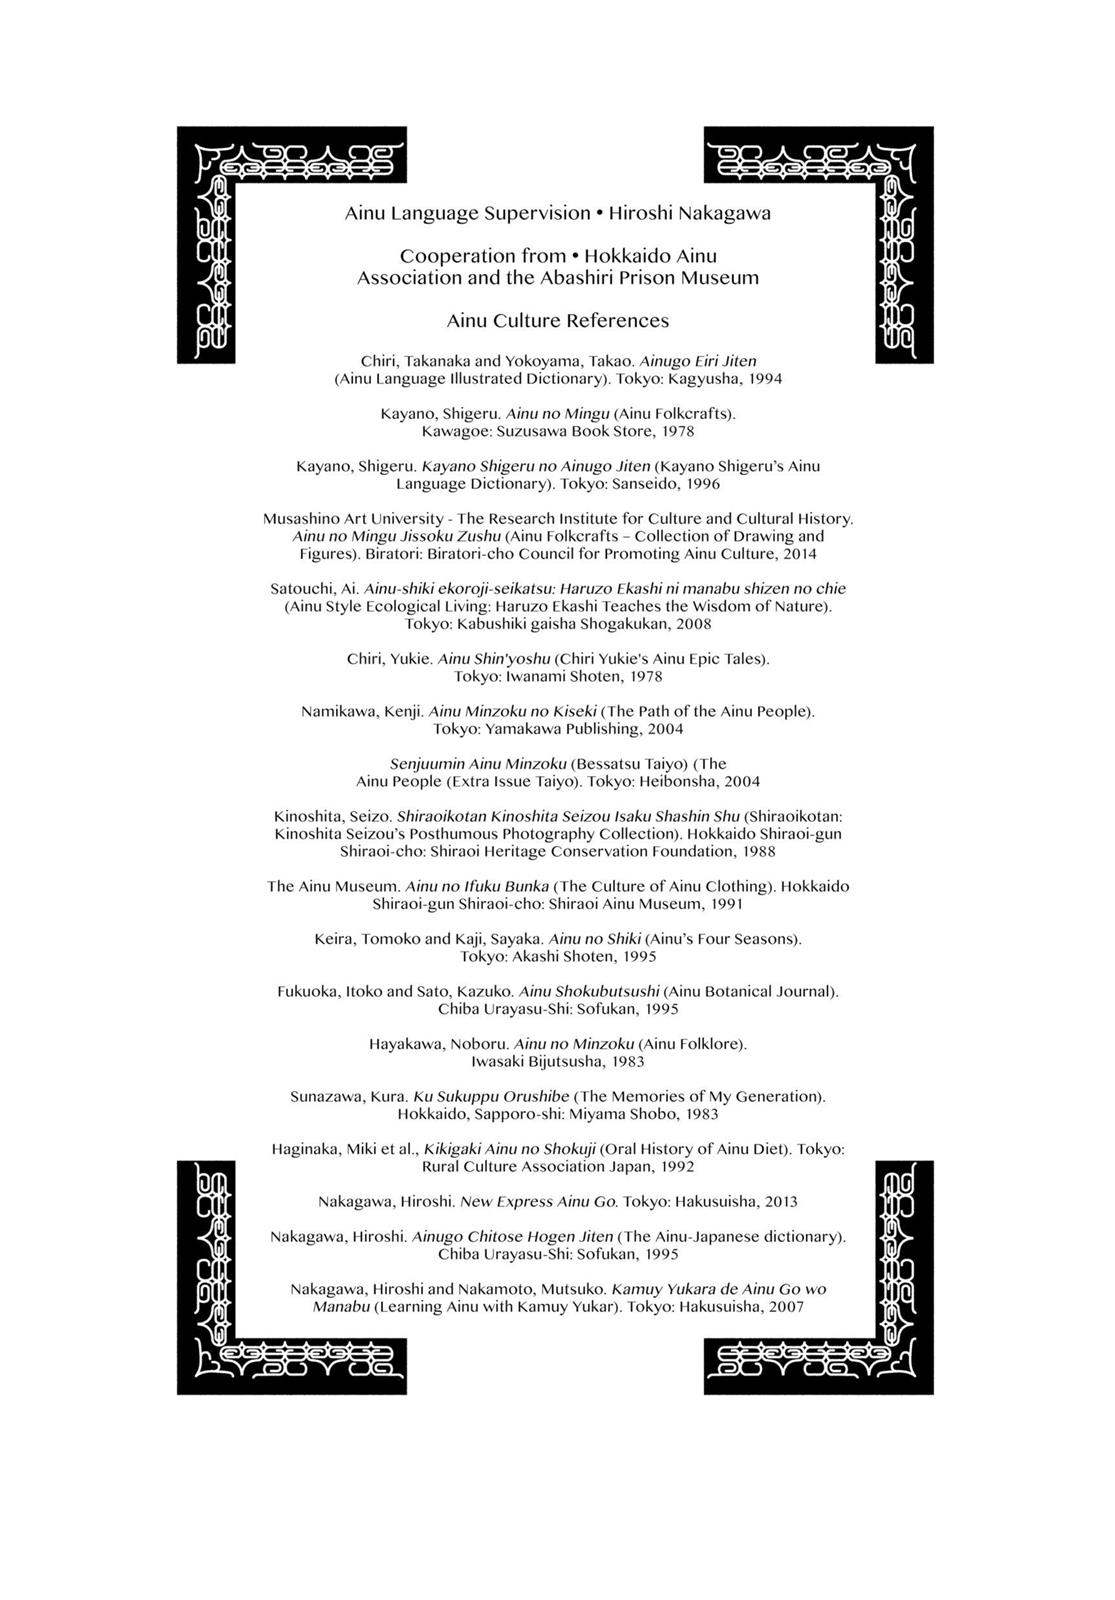 Ainu Language Supervision • Hiroshi Nakagawa
Cooperation from • Hokkaido Ainu
Association and the Abashiri Prison Museum
Ainu Culture References
Chiri, Takanaka and Yokoyama, Takao. Ainugo Eiri Jiten
(Ainu Language Illustrated Dictionary). Tokyo: Kagyusha, 1994
Kayano, Shigeru. Ainu no Mingu (Ainu Folkcrafts).
Kawagoe: Suzusawa Book Store, 1978
Kayano, Shigeru. Kayano Shigeru no Ainugo Jiten (Kayano Shigeru’s Ainu
Language Dictionary). Tokyo: Sanseido, 1996
Musashino Art University - The Research Institute for Culture and Cultural History.
Ainu no Mingu Jissoku Zushu (Ainu Folkcrafts – Collection of Drawing and
Figures). Biratori: Biratori-cho Council for Promoting Ainu Culture, 2014
Satouchi, Ai. Ainu-shiki ekoroji-seikatsu: Haruzo Ekashi ni manabu shizen no chie
(Ainu Style Ecological Living: Haruzo Ekashi Teaches the Wisdom of Nature).
Tokyo: Kabushiki gaisha Shogakukan, 2008
Chiri, Yukie. Ainu Shin'yoshu (Chiri Yukie's Ainu Epic Tales).
Tokyo: Iwanami Shoten, 1978
Namikawa, Kenji. Ainu Minzoku no Kiseki (The Path of the Ainu People).
Tokyo: Yamakawa Publishing, 2004
Senjuumin Ainu Minzoku (Bessatsu Taiyo) (The
Ainu People (Extra Issue Taiyo). Tokyo: Heibonsha, 2004
Kinoshita, Seizo. Shiraoikotan Kinoshita Seizou Isaku Shashin Shu (Shiraoikotan:
Kinoshita Seizou’s Posthumous Photography Collection). Hokkaido Shiraoi-gun
Shiraoi-cho: Shiraoi Heritage Conservation Foundation, 1988
The Ainu Museum. Ainu no Ifuku Bunka (The Culture of Ainu Clothing). Hokkaido
Shiraoi-gun Shiraoi-cho: Shiraoi Ainu Museum, 1991
Keira, Tomoko and Kaji, Sayaka. Ainu no Shiki (Ainu’s Four Seasons).
Tokyo: Akashi Shoten, 1995
Fukuoka, Itoko and Sato, Kazuko. Ainu Shokubutsushi (Ainu Botanical Journal).
Chiba Urayasu-Shi: Sofukan, 1995
Hayakawa, Noboru. Ainu no Minzoku (Ainu Folklore).
Iwasaki Bijutsusha, 1983
Sunazawa, Kura. Ku Sukuppu Orushibe (The Memories of My Generation).
Hokkaido, Sapporo-shi: Miyama Shobo, 1983
Haginaka, Miki et al., Kikigaki Ainu no Shokuji (Oral History of Ainu Diet). Tokyo:
Rural Culture Association Japan, 1992
Nakagawa, Hiroshi. New Express Ainu Go. Tokyo: Hakusuisha, 2013
Nakagawa, Hiroshi. Ainugo Chitose Hogen Jiten (The Ainu-Japanese dictionary).
Chiba Urayasu-Shi: Sofukan, 1995
Nakagawa, Hiroshi and Nakamoto, Mutsuko. Kamuy Yukara de Ainu Go wo
Manabu (Learning Ainu with Kamuy Yukar). Tokyo: Hakusuisha, 2007